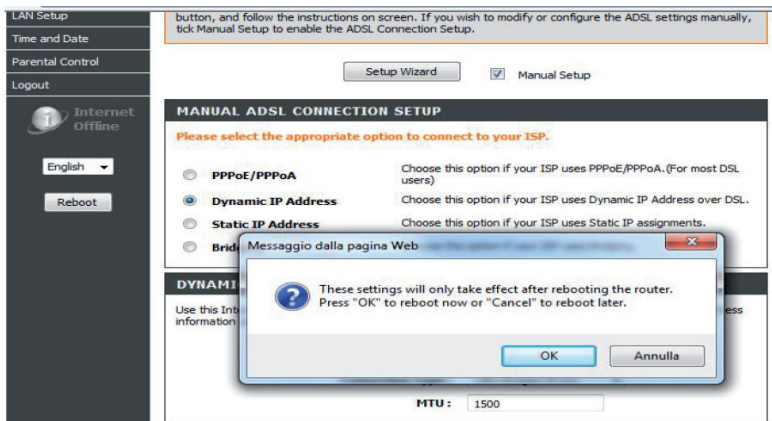 LAN Setup
Time and Date
Parental Control
Logout
Internet
Offline
English
Reboot
button, and follow the instructions on screen. If you wish to modify or configure the ADSL settings manually,
tick Manual Setup to enable the ADSL Connection Setup.
Setup Wizard
Manual Setup
MANUAL ADSL CONNECTION SETUP
Please select the appropriate option to connect to your ISP.
PPPoE/PPPoA
Choose this option if your ISP uses PPPoE/PPPoA.(For most DSL
users)
Dynamic IP Address
Choose this option if your ISP uses Dynamic IP Address over DSL.
Static IP Address
Choose this option if your ISP uses Static IP assignments.
Messaggio dalla pagina Web
These settings will only take effect after rebooting the router.
Press "OK" to reboot now or "Cancel" to reboot later.
OK
Annulla
Use this
information
MTU :
1500